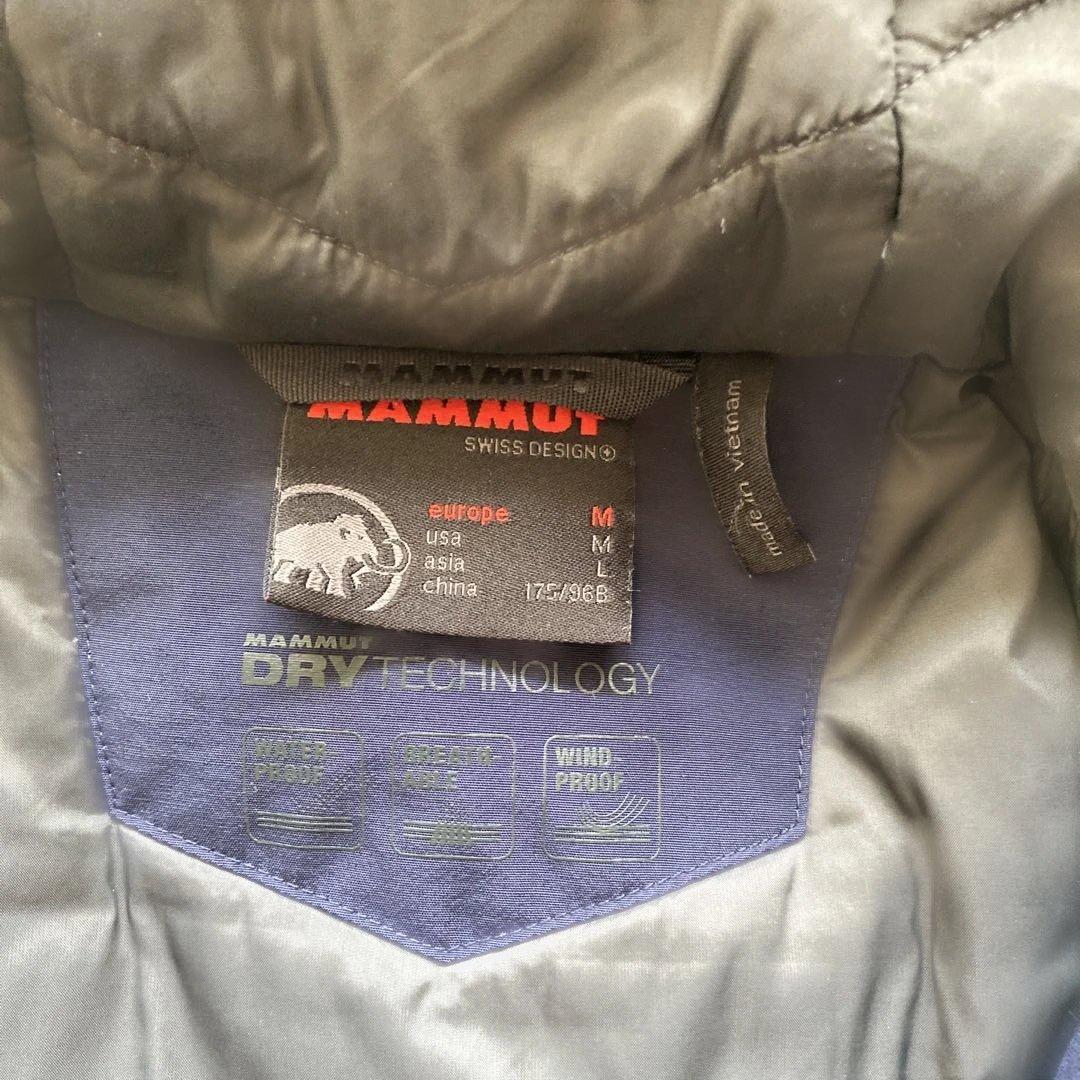 MAMMUT
MAMMUT
SWISS DESIGN
europe M
usa M
asia L
china 175/96B
made in vietnam
MAMMUT
DRY TECHNOLOGY
WATER-
PROOF
BREATH-
ABLE
WIND-
PROOF